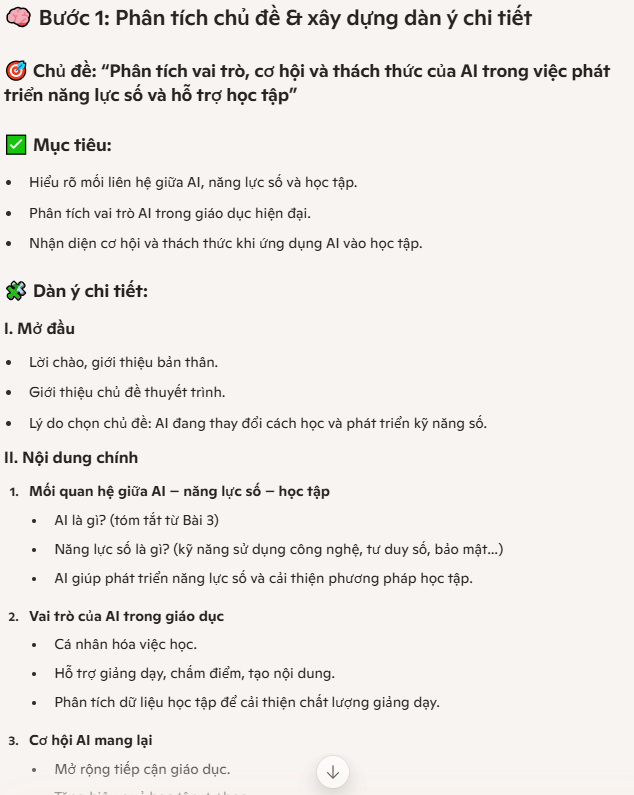 Bước 1: Phân tích chủ đề & xây dựng dàn ý chi tiết
Chủ đề: “Phân tích vai trò, cơ hội và thách thức của AI trong việc phát
triển năng lực số và hỗ trợ học tập”
Mục tiêu:
• Hiểu rõ mối liên hệ giữa AI, năng lực số và học tập.
• Phân tích vai trò AI trong giáo dục hiện đại.
• Nhận diện cơ hội và thách thức khi ứng dụng AI vào học tập.
Dàn ý chi tiết:
I. Mở đầu
• Lời chào, giới thiệu bản thân.
• Giới thiệu chủ đề thuyết trình.
• Lý do chọn chủ đề: AI đang thay đổi cách học và phát triển kỹ năng số.
II. Nội dung chính
1. Mối quan hệ giữa AI – năng lực số – học tập
• AI là gì? (tóm tắt từ Bài 3)
• Năng lực số là gì? (kỹ năng sử dụng công nghệ, tư duy số, bảo mật…)
• AI giúp phát triển năng lực số và cải thiện phương pháp học tập.
2. Vai trò của AI trong giáo dục
• Cá nhân hóa việc học.
• Hỗ trợ giảng dạy, chấm điểm, tạo nội dung.
• Phân tích dữ liệu học tập để cải thiện chất lượng giảng dạy.
3. Cơ hội AI mang lại
• Mở rộng tiếp cận giáo dục.